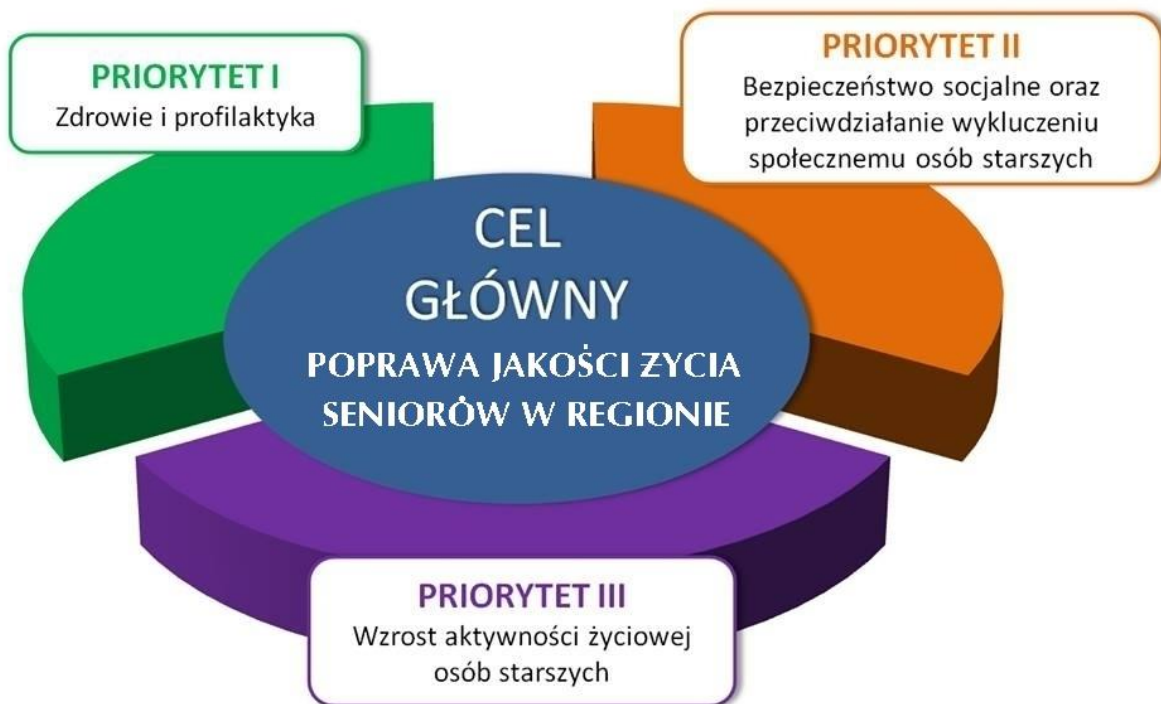 PRIORYTET I
Zdrowie i profilaktyka
PRIORYTET II
Bezpieczeństwo socjalne oraz
przeciwdziałanie wykluczeniu
społecznemu osób starszych
CEL
GŁÓWNY
POPRAWA JAKOŚCI ŻYCIA
SENIORÓW W REGIONIE
PRIORYTET III
Wzrost aktywności życiowej
osób starszych